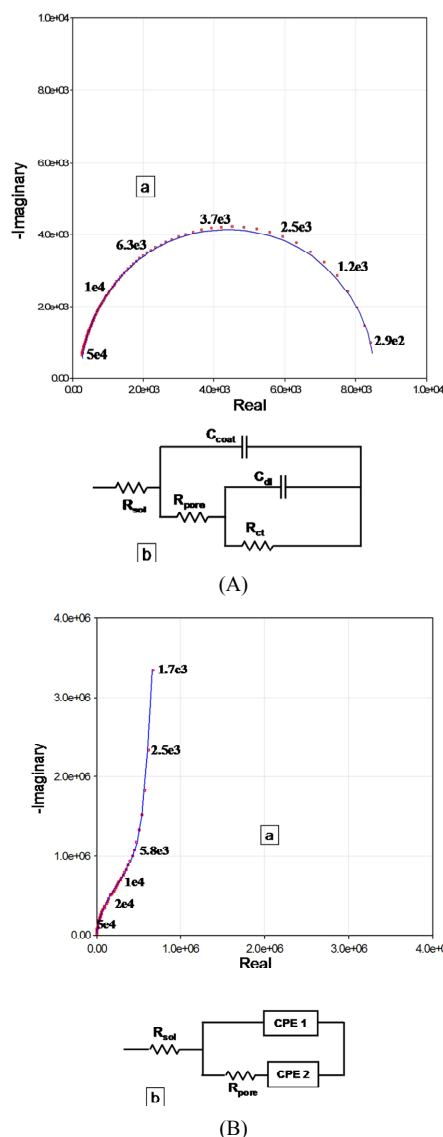 1.0e+04
8.0e+03
6.0e+03
-Imaginary
a
3.7e3
4.0e+03
2.5e3
6.3e3
1.2e3
1e4
2.0e+03
2.9e2
5e4
0.00
0.00 2.0e+03 4.0e+03 6.0e+03 8.0e+03 1.0e+04
Real
Ccoat
Cdl
Rsol
Rpore
Rct
b
(A)
4.0e+06
1.7e3
3.0e+06
-Imaginary
2.5e3
2.0e+06
a
1.0e+06
5.8e3
1e4
2e4
5e4
0.00
0.00 1.0e+06 2.0e+06 3.0e+06 4.0e+06
Real
CPE 1
Rsol
CPE 2
Rpore
b
(B)